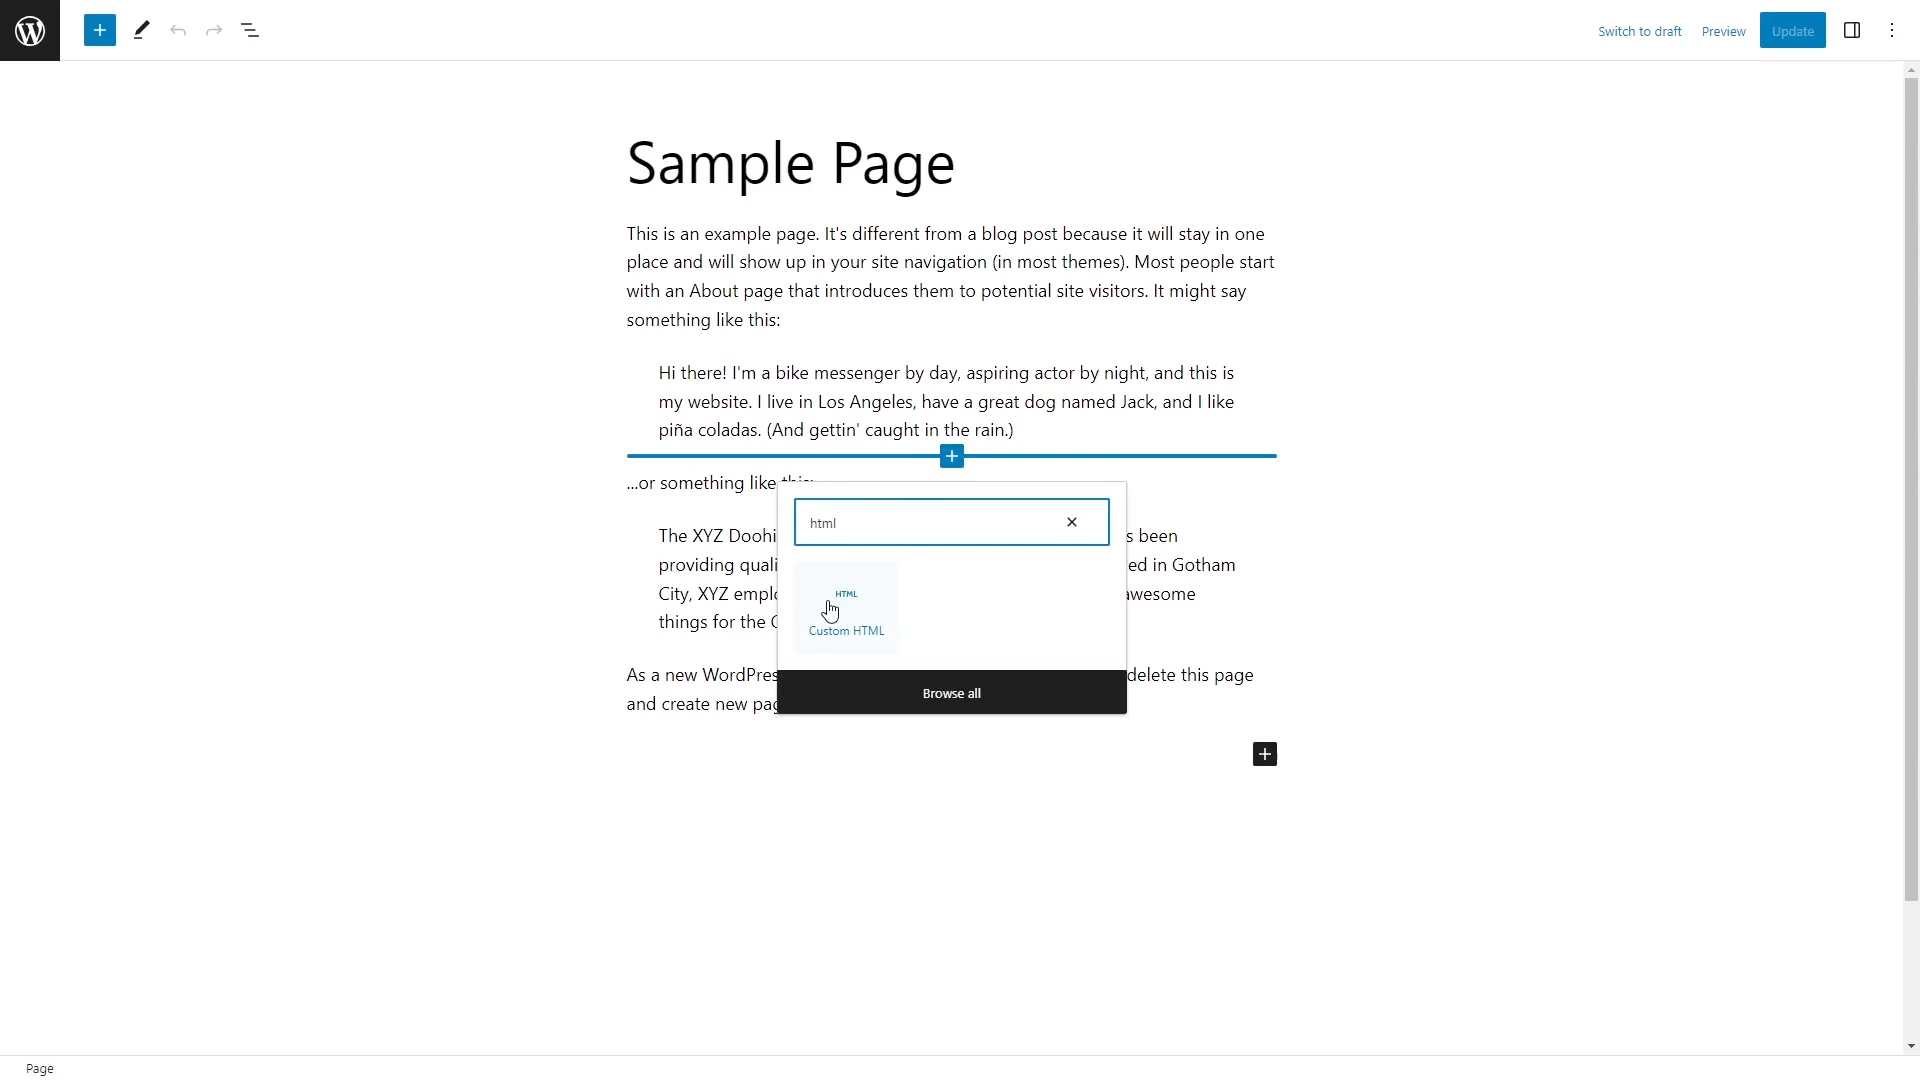 Switch to draft Preview Update
Sample Page
This is an example page. It's different from a blog post because it will stay in one
place and will show up in your site navigation (in most themes). Most people start
with an About page that introduces them to potential site visitors. It might say
something like this:
Hi there! I'm a bike messenger by day, aspiring actor by night, and this is
my website. I live in Los Angeles, have a great dog named Jack, and I like
piña coladas. (And gettin' caught in the rain.)
...or something like
html
The XYZ Doohi s been
providing quali ed in Gotham
HTML
City, XYZ emplo awesome
things for the
Custom HTML
As a new WordPres delete this page
Browse all
and create new pag
Page